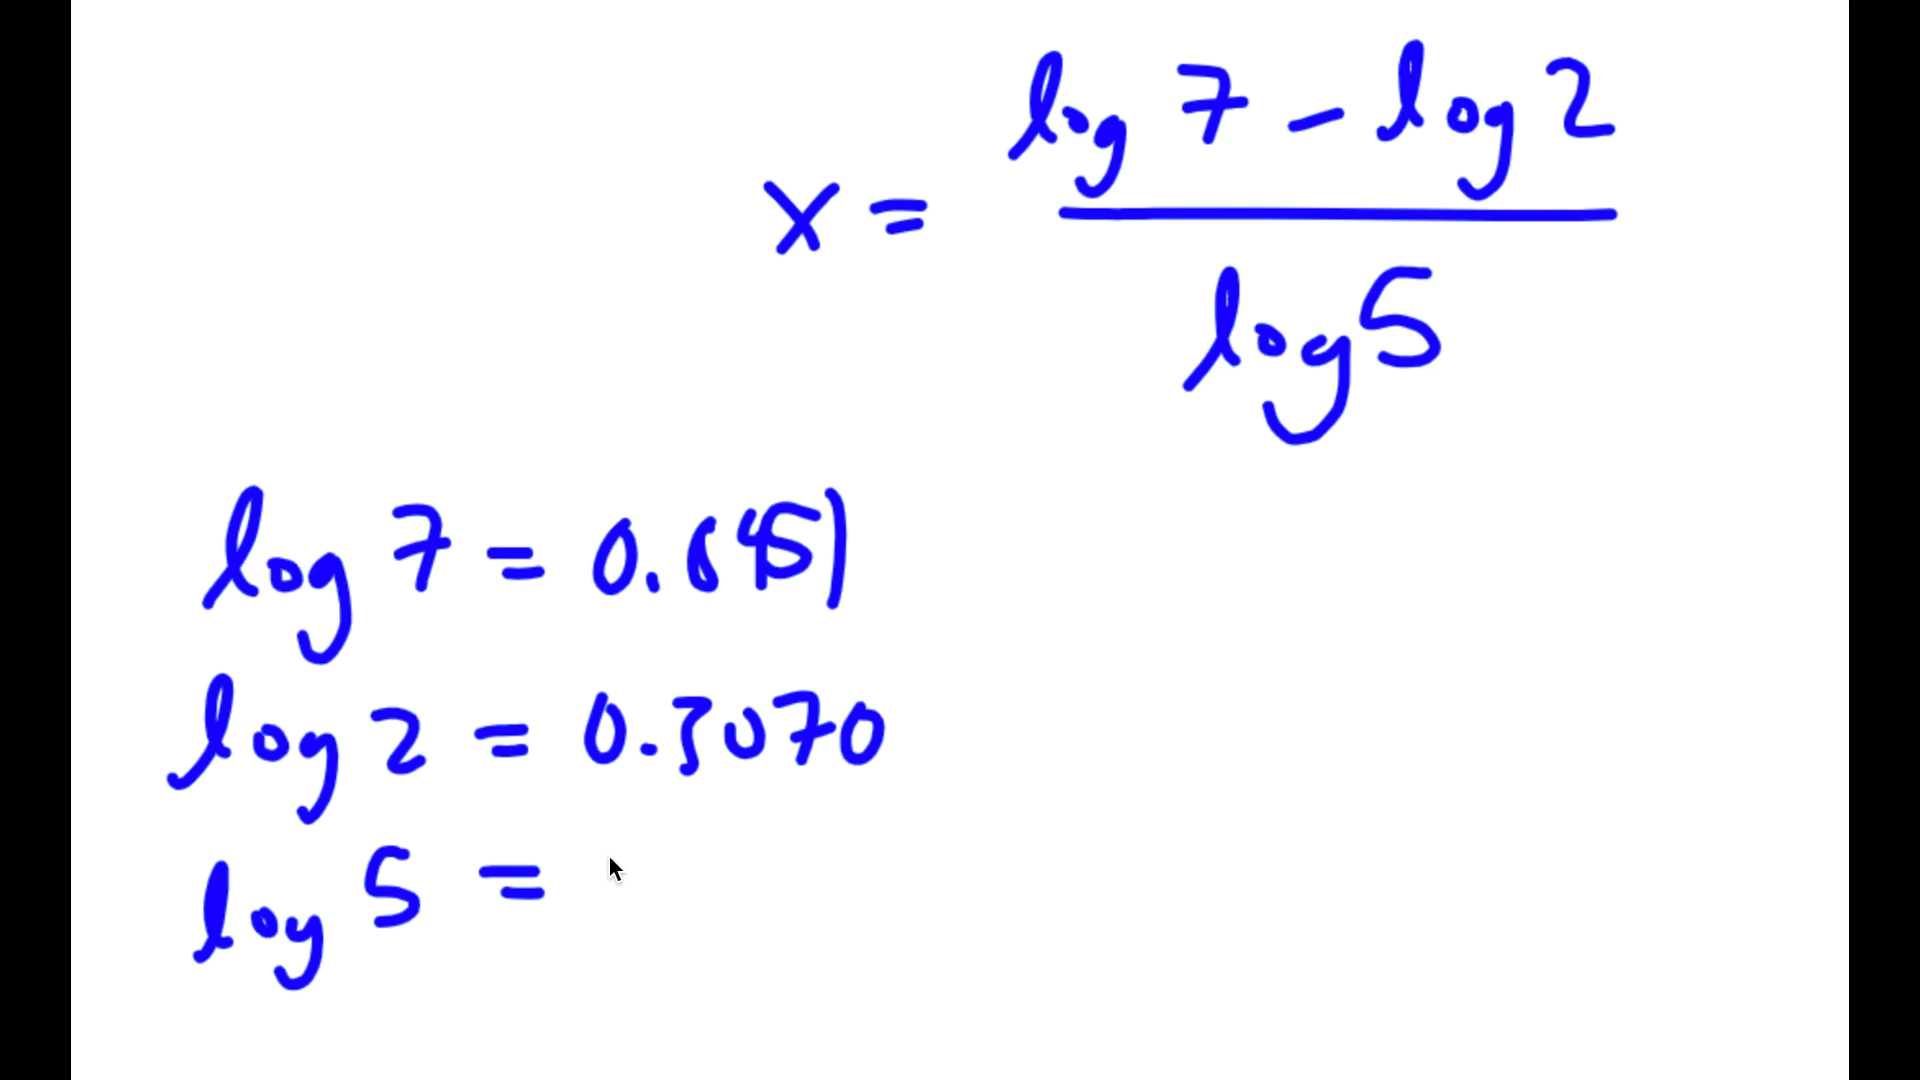 x = (log 7 - log 2) / log 5
log 7 = 0.8451
log 2 = 0.3070
log 5 =